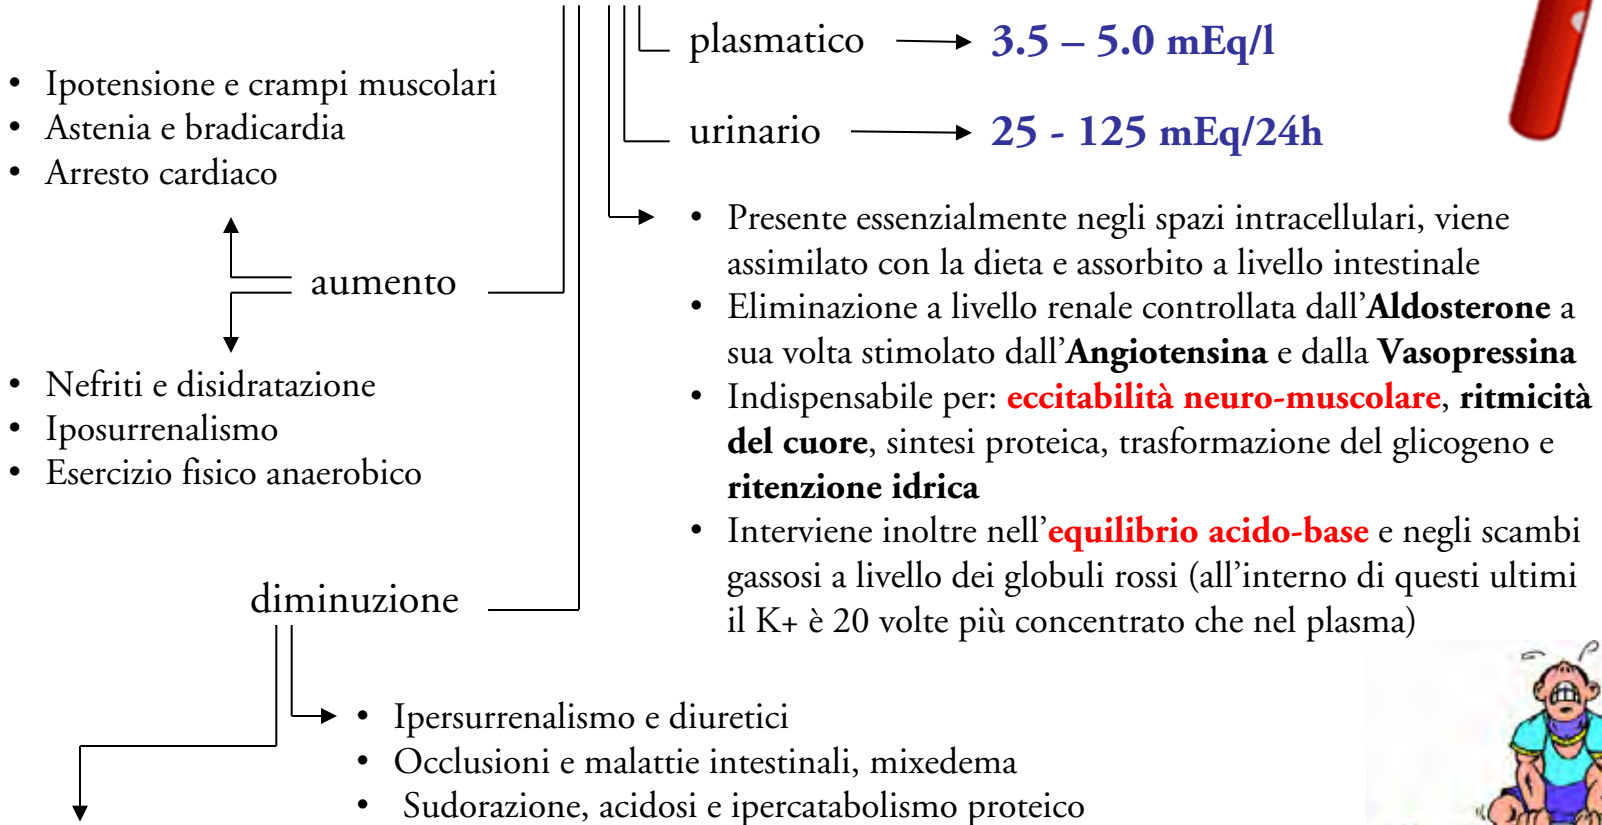 plasmatico 3.5 – 5.0 mEq/l
urinario 25 - 125 mEq/24h
• Ipotensione e crampi muscolari
• Astenia e bradicardia
• Arresto cardiaco
aumento
• Nefriti e disidratazione
• Iposurrenalismo
• Esercizio fisico anaerobico
• Presente essenzialmente negli spazi intracellulari, viene
assimilato con la dieta e assorbito a livello intestinale
• Eliminazione a livello renale controllata dall’Aldosterone a
sua volta stimolato dall’Angiotensina e dalla Vasopressina
• Indispensabile per: eccitabilità neuro-muscolare, ritmicità
del cuore, sintesi proteica, trasformazione del glicogeno e
ritenzione idrica
• Interviene inoltre nell’equilibrio acido-base e negli scambi
gassosi a livello dei globuli rossi (all’interno di questi ultimi
il K+ è 20 volte più concentrato che nel plasma)
diminuzione
• Ipersurrenalismo e diuretici
• Occlusioni e malattie intestinali, mixedema
• Sudorazione, acidosi e ipercatabolismo proteico